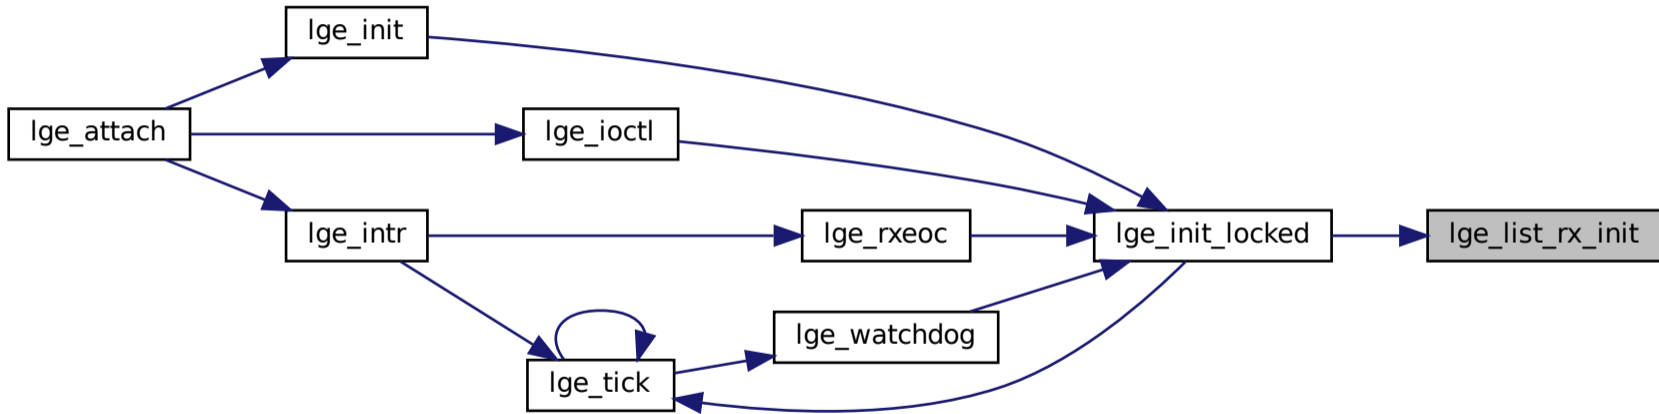 lge_init
lge_attach
lge_ioctl
lge_intr
lge_rxeoc
lge_init_locked
lge_list_rx_init
lge_watchdog
lge_tick